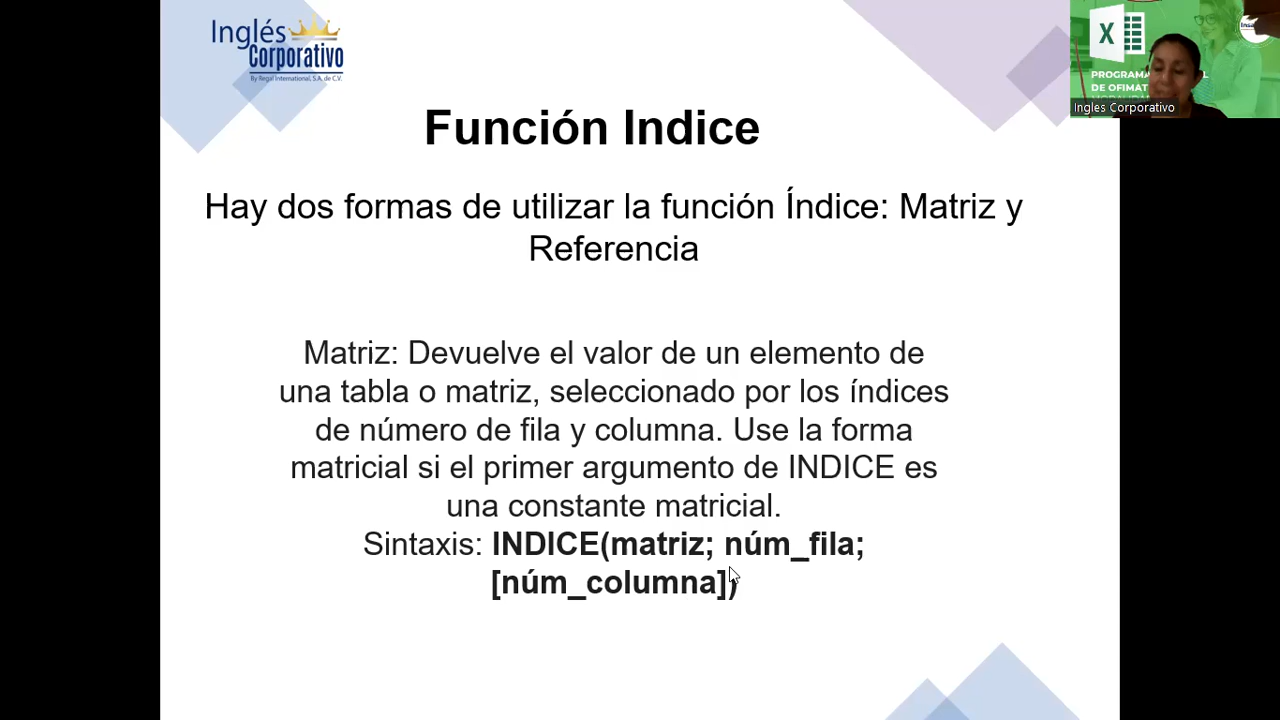 Inglés
Corporativo
By Regal International, S.A. de C.V.
Función Indice
Hay dos formas de utilizar la función Índice: Matriz y
Referencia
Matriz: Devuelve el valor de un elemento de
una tabla o matriz, seleccionado por los índices
de número de fila y columna. Use la forma
matricial si el primer argumento de INDICE es
una constante matricial.
Sintaxis: INDICE(matriz; núm_fila;
[núm_columna])
X
PROGRAMA
DE OFIMÁT
Ingles Corporativo